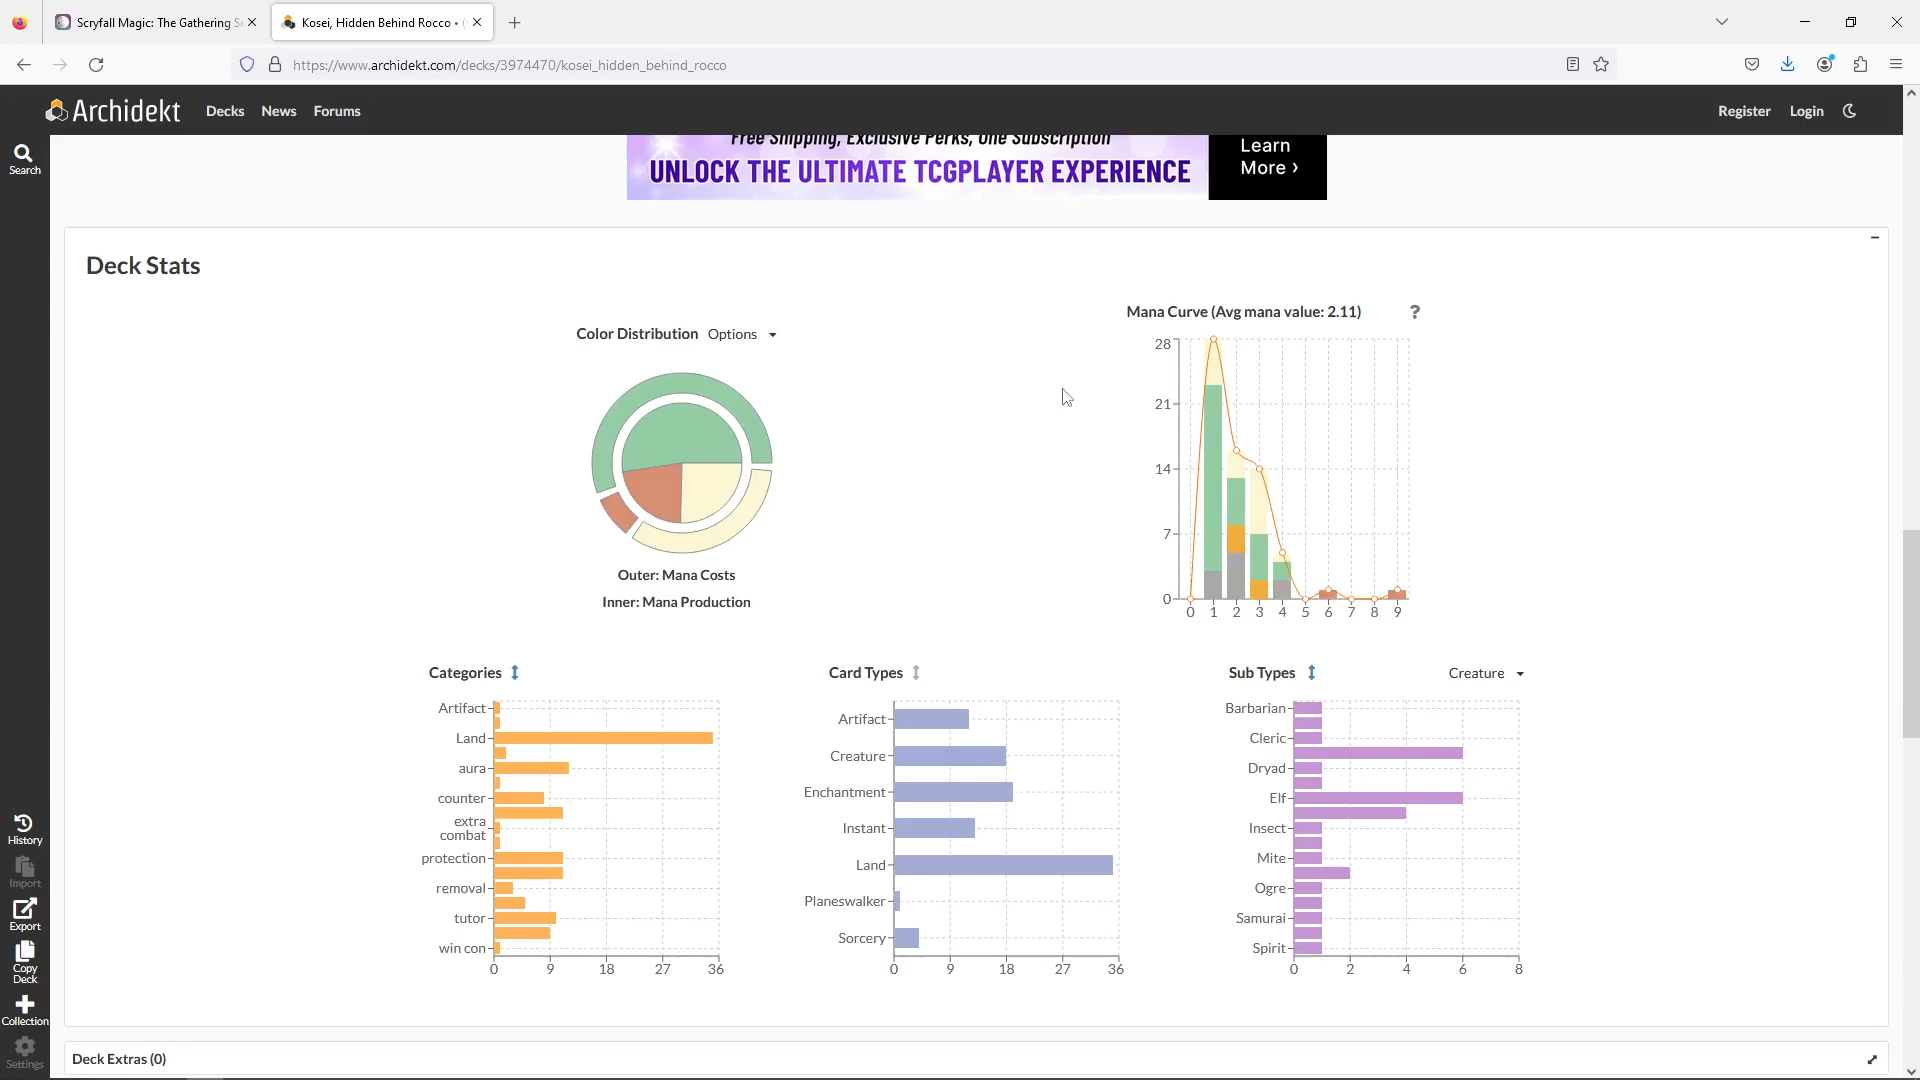 Scryfall Magic: The Gathering Se
Kosei, Hidden Behind Rocco • (
https://www.archidekt.com/decks/3974470/kosei_hidden_behind_rocco
Archidekt
Decks
News
Forums
Register
Login
Search
Free Shipping, Exclusive Perks, One Subscription
UNLOCK THE ULTIMATE TCGPLAYER EXPERIENCE
Learn
More ›
Deck Stats
Color Distribution
Options
Outer: Mana Costs
Inner: Mana Production
Mana Curve (Avg mana value: 2.11)
?
28
21
14
7
0
0 1 2 3 4 5 6 7 8 9
Categories
Artifact
Land
aura
counter
extra
combat
protection
removal
tutor
win con
0 9 18 27 36
Card Types
Artifact
Creature
Enchantment
Instant
Land
Planeswalker
Sorcery
0 9 18 27 36
Sub Types
Creature
Barbarian
Cleric
Dryad
Elf
Insect
Mite
Ogre
Samurai
Spirit
0 2 4 6 8
History
Import
Export
Copy
Deck
Collection
Settings
Deck Extras (0)